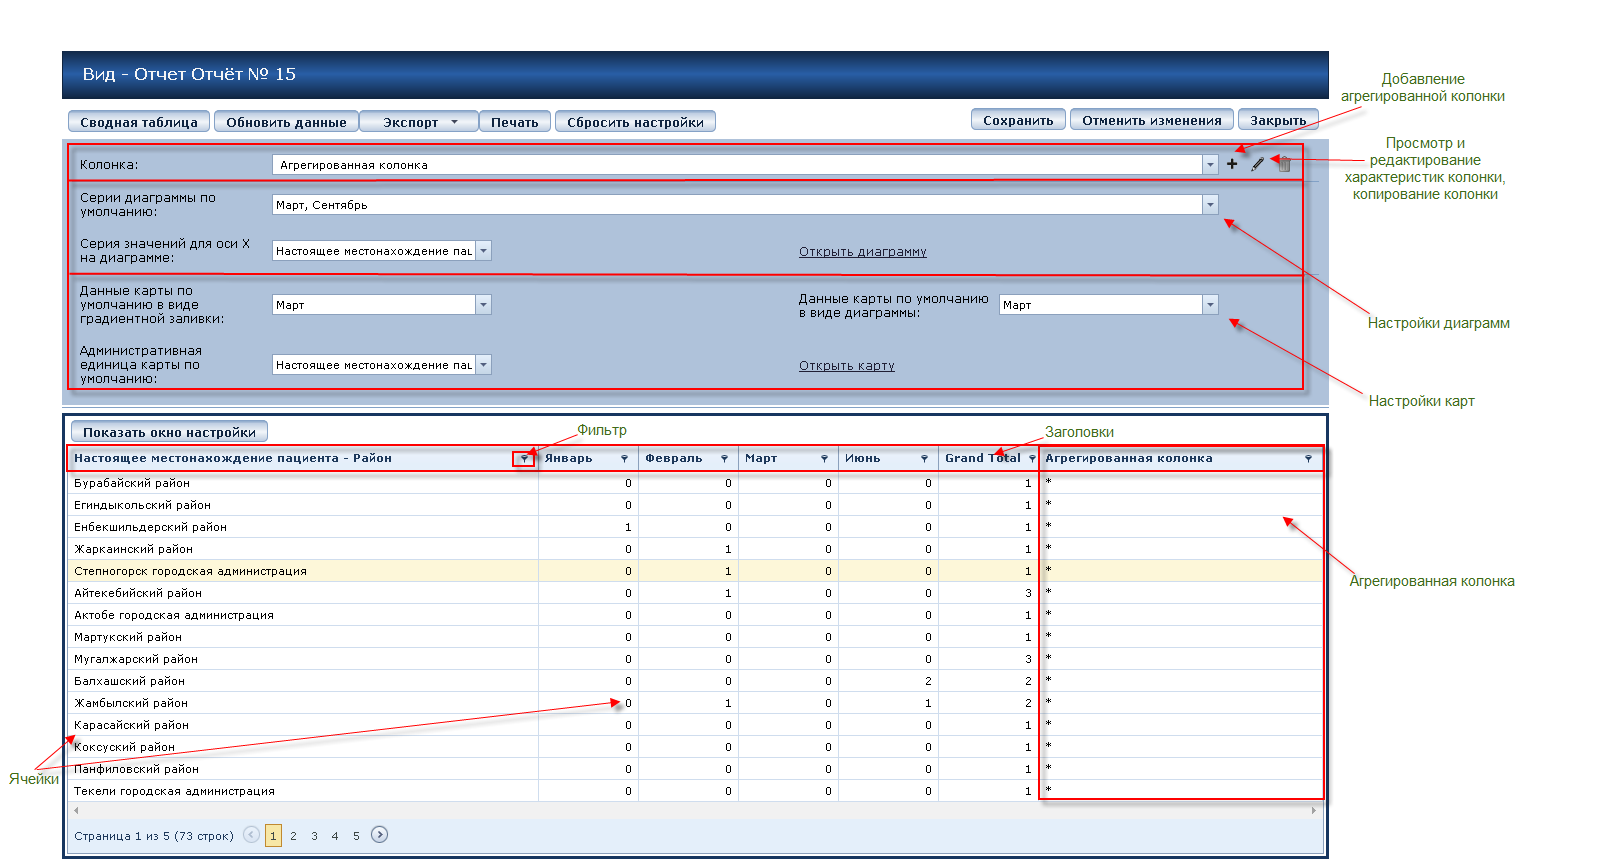 Вид - Отчет Отчёт № 15
Добавление
агрегированной колонки
Сводная таблица Обновить данные Экспорт Печать Сбросить настройки Сохранить Отменить изменения Закрыть
Просмотр и
редактирование
характеристик колонки,
копирование колонки
Колонка: Агрегированная колонка
Серии диаграммы по
умолчанию:
Март, Сентябрь
Серия значений для оси X
на диаграмме:
Настоящее местонахождение пац
Открыть диаграмму
Данные карты по
умолчанию в виде
градиентной заливки:
Март
Данные карты по умолчанию
в виде диаграммы:
Март
Настройки диаграмм
Административная
единица карты по
умолчанию:
Настоящее местонахождение пац
Открыть карту
Настройки карт
Показать окно настройки
Фильтр
Заголовки
Настоящее местонахождение пациента - Район Январь Февраль Март Июнь Grand Total Агрегированная колонка
Бурабайский район 0 0 0 0 1 *
Егиндыкольский район 0 0 0 0 1 *
Енбекшильдерский район 1 0 0 0 1 *
Жаркаинский район 0 1 0 0 1 *
Степногорск городская администрация 0 1 0 0 1 *
Айтекебийский район 0 1 0 0 3 *
Актобе городская администрация 0 0 0 0 1 *
Мартукский район 0 0 0 0 1 *
Мугалжарский район 0 0 0 0 3 *
Балхашский район 0 0 0 2 2 *
Жамбылский район 0 1 0 1 2 *
Карасайский район 0 0 0 0 1 *
Коксуский район 0 0 0 0 1 *
Панфиловский район 0 0 0 0 1 *
Текели городская администрация 0 0 0 0 1 *
Агрегированная колонка
Ячейки
Страница 1 из 5 (73 строк) 1 2 3 4 5